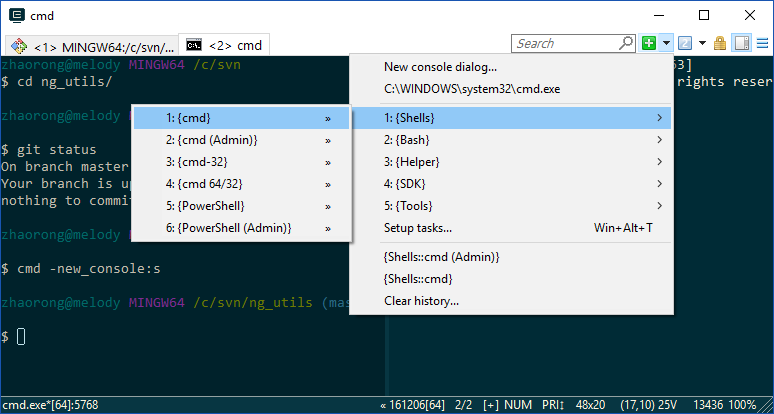 cmd
<1> MINGW64:/c/svn/...
<2> cmd
Search
zhaorong@melody MINGW64 /c/svn
$ cd ng_utils/
zhaorong@melody
$ git status
On branch master
Your branch is up
nothing to commit
zhaorong@melody
$ cmd -new_console:s
zhaorong@melody MINGW64 /c/svn/ng_utils (mas
$
63]
rights reser
New console dialog...
C:\WINDOWS\system32\cmd.exe
1: {Shells}
2: {Bash}
3: {Helper}
4: {SDK}
5: {Tools}
Setup tasks... Win+Alt+T
{Shells::cmd (Admin)}
{Shells::cmd}
Clear history...
1: {cmd} »
2: {cmd (Admin)} »
3: {cmd-32} »
4: {cmd 64/32} »
5: {PowerShell} »
6: {PowerShell (Admin)} »
cmd.exe*[64]:5768
« 161206[64] 2/2 [+] NUM PRI↕ 48x20 (17,10) 25V 13436 100%